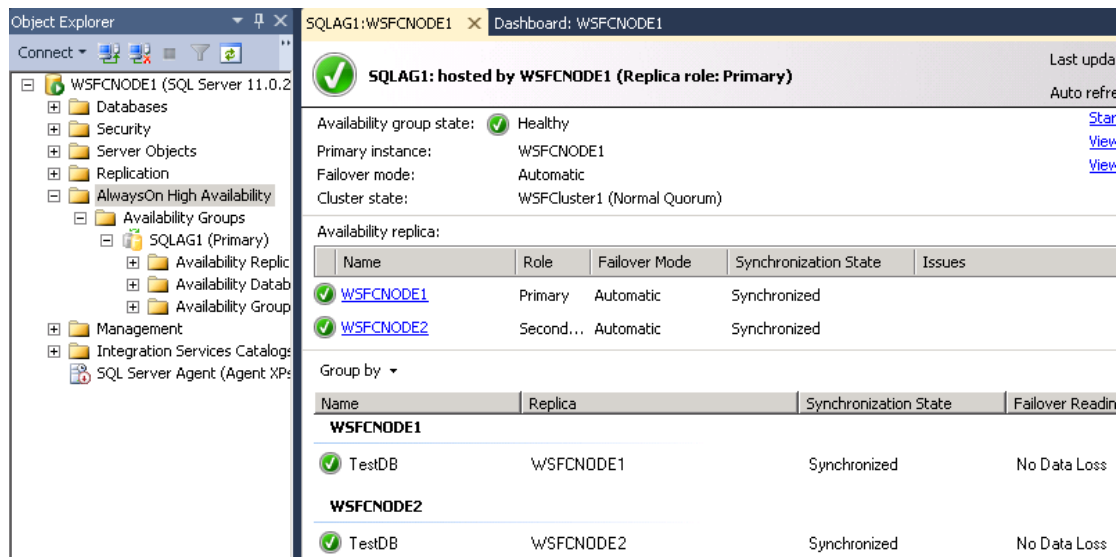 Object Explorer
Connect
WSFCNODE1 (SQL Server 11.0.2
Databases
Security
Server Objects
Replication
AlwaysOn High Availability
Availability Groups
SQLAG1 (Primary)
Availability Replic
Availability Datab
Availability Group
Management
Integration Services Catalogs
SQL Server Agent (Agent XPs
SQLAG1:WSFCNODE1 Dashboard: WSFCNODE1
SQLAG1: hosted by WSFCNODE1 (Replica role: Primary)
Last upda
Auto refre
Availability group state: Healthy
Star
Primary instance: WSFCNODE1
View
Failover mode: Automatic
View
Cluster state: WSFCluster1 (Normal Quorum)
Availability replica:
Name Role Failover Mode Synchronization State Issues
WSFCNODE1 Primary Automatic Synchronized
WSFCNODE2 Second... Automatic Synchronized
Group by
Name Replica Synchronization State Failover Readin
WSFCNODE1
TestDB WSFCNODE1 Synchronized No Data Loss
WSFCNODE2
TestDB WSFCNODE2 Synchronized No Data Loss